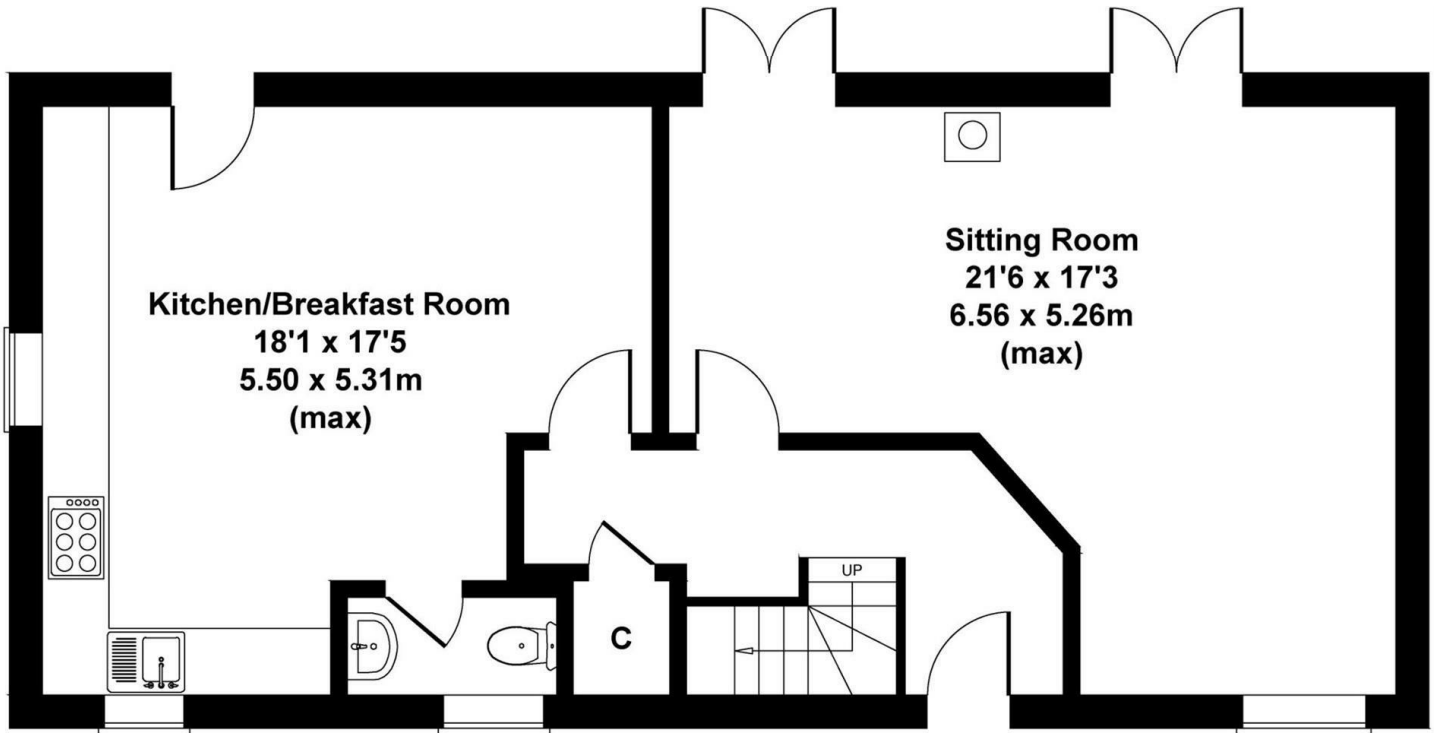 Kitchen/Breakfast Room
18'1 x 17'5
5.50 x 5.31m
(max)
Sitting Room
21'6 x 17'3
6.56 x 5.26m
(max)
UP
C